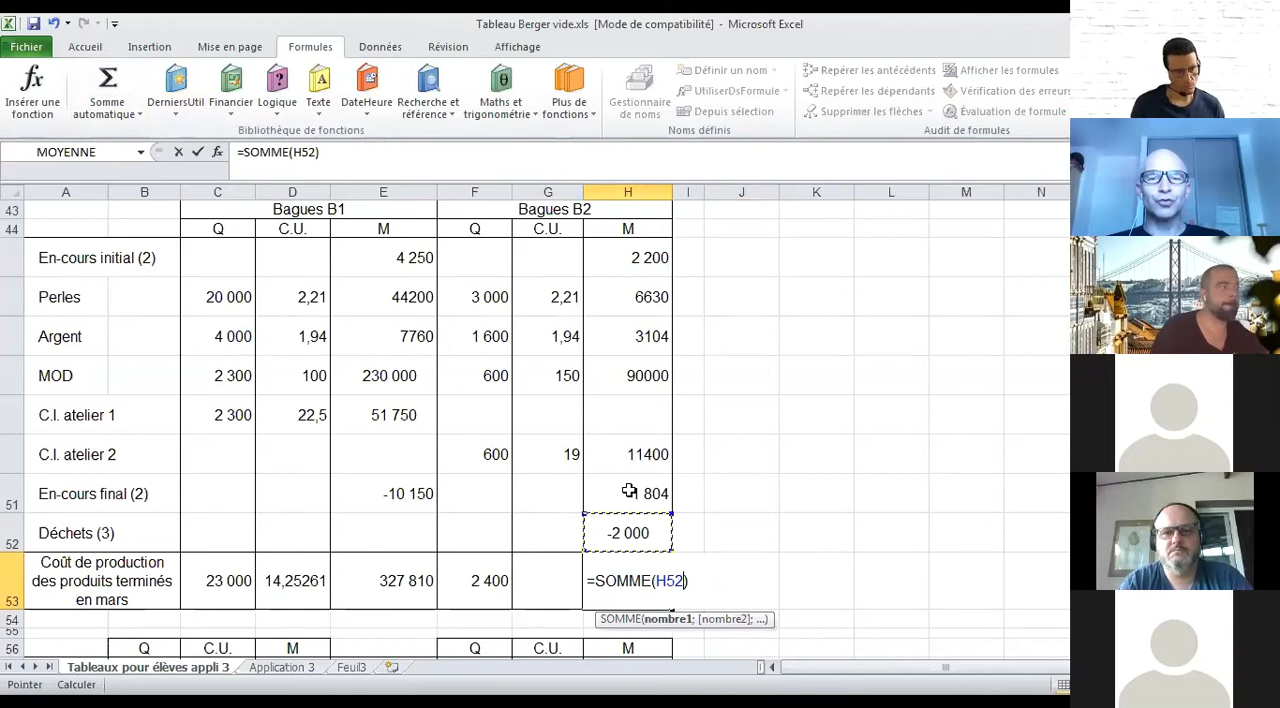 Tableau Berger elv.xls [Mode de compatibilité] - Microsoft Excel
Fichier Accueil Insertion Mise en page Formules Données Révision Affichage
Insérer une fonction
Somme automatique
DerniersUtil
Financier
Logique
Texte
DateHeure
Recherche et référence
Maths et trigonométrie
Plus de fonctions
Bibliothèque de fonctions
Gestionnaire de noms
Définir un nom
UtiliserDsFormule
Depuis sélection
Noms définis
Repérer les antécédents
Repérer les dépendants
Supprimer les flèches
Afficher les formules
Vérification des erreurs
Évaluation de formule
Audit de formules
MOYENNE fx =SOMME(H52)
A B C D E F G H I J K L M N
43 Bagues B1 Bagues B2
44 Q C.U. M Q C.U. M
En-cours initial (2) 4 250 2 200
Perles 20 000 2,21 44200 3 000 2,21 6630
Argent 4 000 1,94 7760 1 600 1,94 3104
MOD 2 300 100 230 000 600 150 90000
C.I. atelier 1 2 300 22,5 51 750
C.I. atelier 2 600 19 11400
51 En-cours final (2) -10 150 804
52 Déchets (3) -2 000
53 Coût de production des produits terminés en mars 23 000 14,25261 327 810 2 400 =SOMME(H52)
54 SOMME(nombre1; [nombre2]; ...)
55
56 Q C.U. M Q C.U. M
Tableaux pour élèves appli 3 Application 3 Feuil3
Pointer Calculer